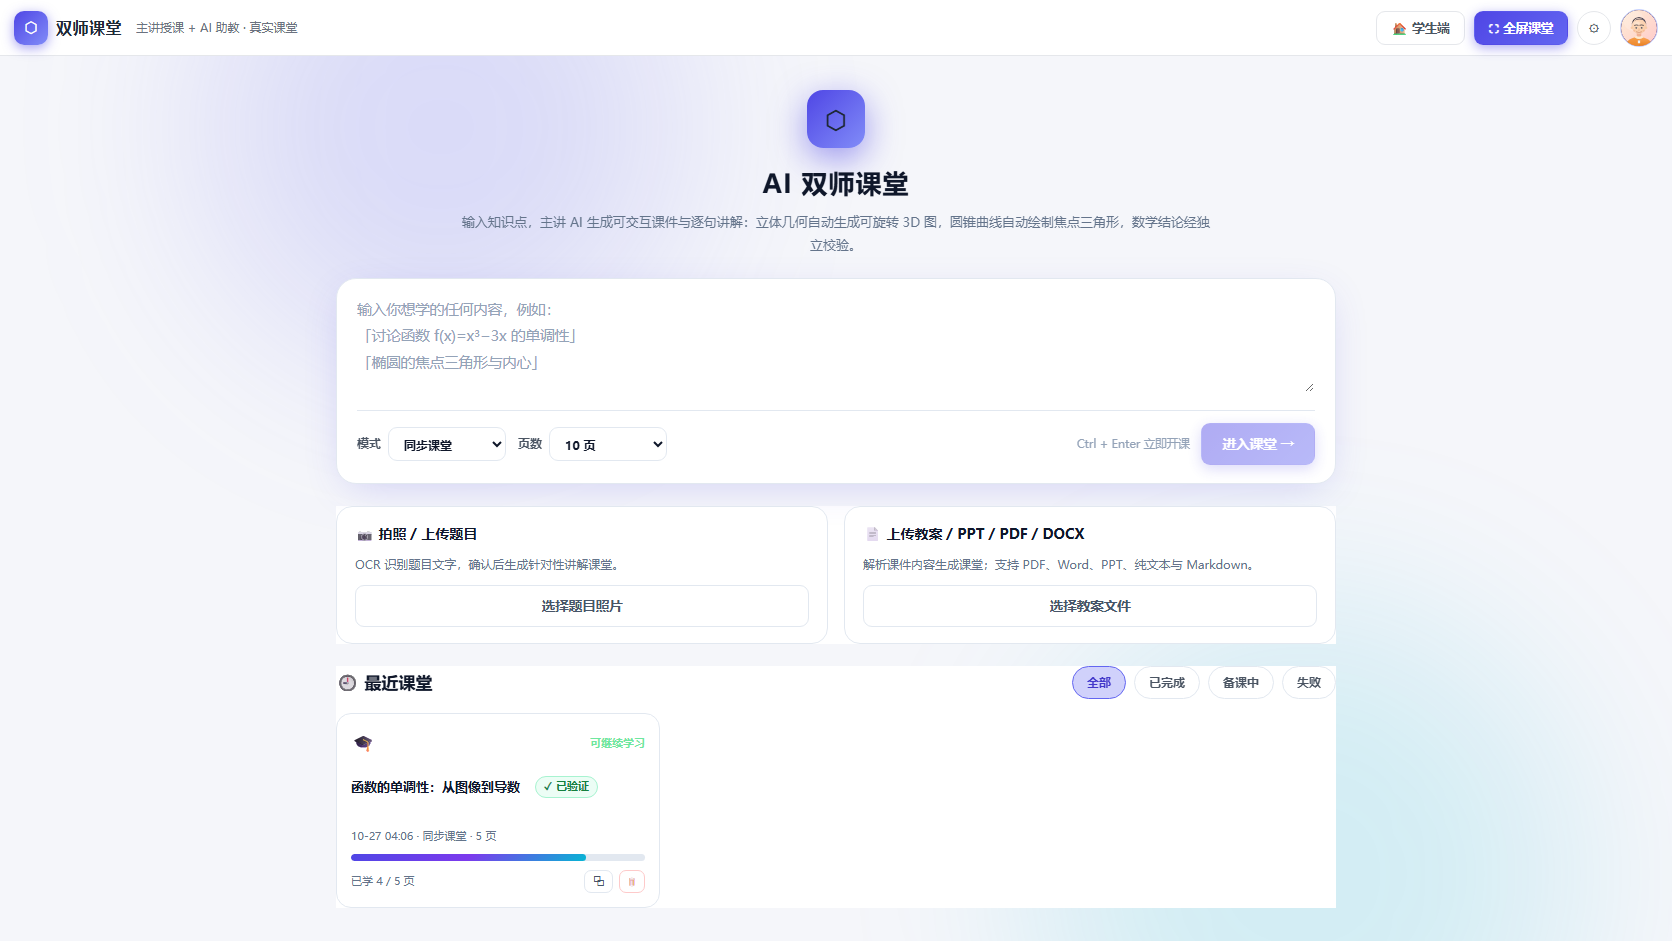 双师课堂
主讲授课 + AI 助教 · 真实课堂
学生端
全屏课堂
AI 双师课堂
输入知识点，主讲 AI 生成可交互课件与逐句讲解：立体几何自动生成可旋转 3D 图，圆锥曲线自动绘制焦点三角形，数学结论经独
立校验。
输入你想学的任何内容，例如：
「讨论函数 f(x)=x³−3x 的单调性」
「椭圆的焦点三角形与内心」
模式 同步课堂 页数 10 页
Ctrl + Enter 立即开课 进入课堂 →
拍照 / 上传题目
OCR 识别题目文字，确认后生成针对性讲解课堂。
选择题目照片
上传教案 / PPT / PDF / DOCX
解析课件内容生成课堂；支持 PDF、Word、PPT、纯文本与 Markdown。
选择教案文件
最近课堂
全部 已完成 备课中 失败
可继续学习
函数的单调性：从图像到导数 ✓ 已验证
10-27 04:06 · 同步课堂 · 5 页
已学 4 / 5 页